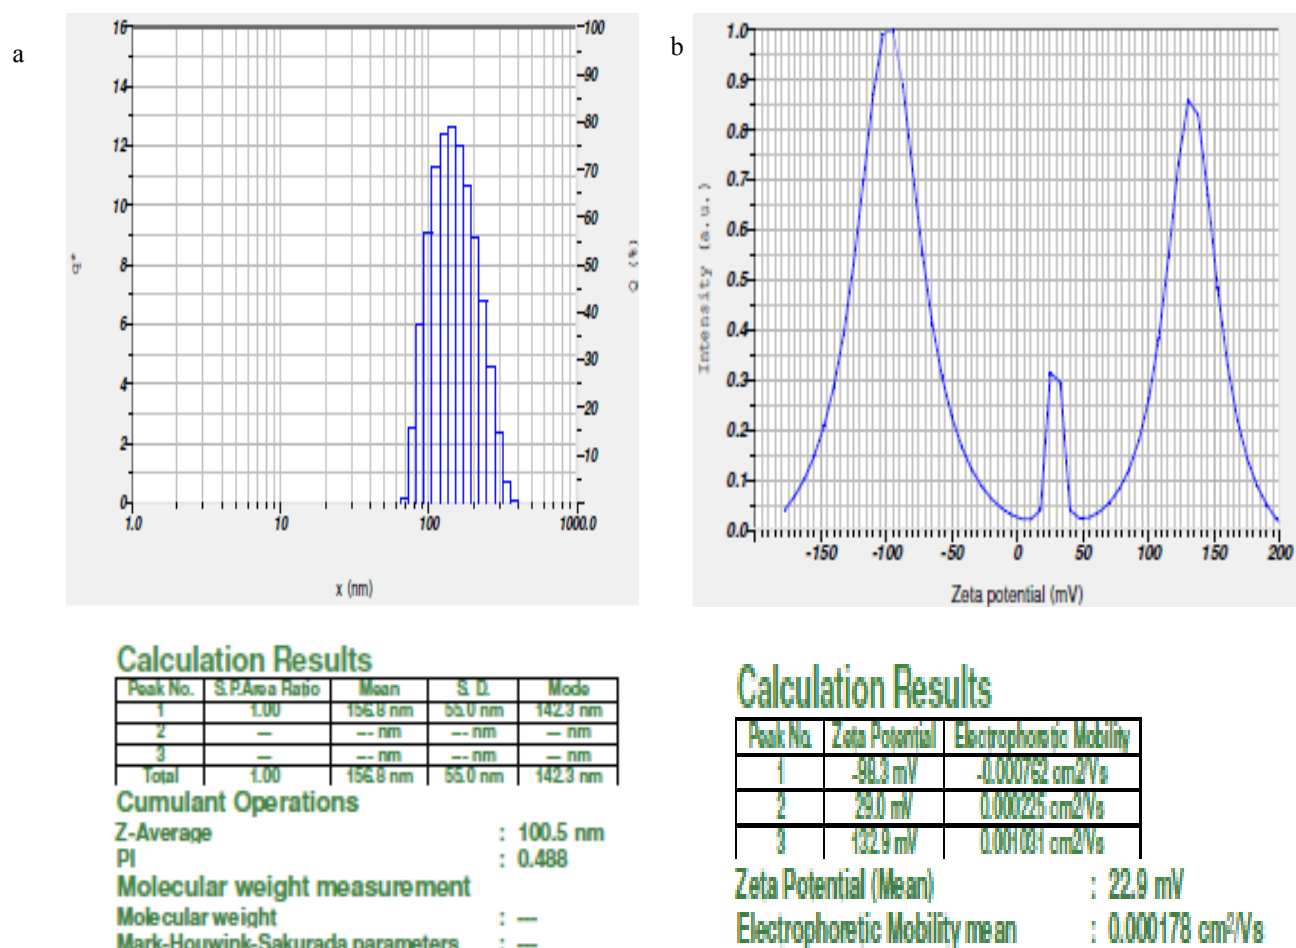 a
16
14
12
10
8
6
4
2
0
100
90
80
70
60
50
40
30
20
10
1.0 10 100 1000.0
q*
Q (%)
x (nm)
Calculation Results
Peak No. S.P.Area Ratio Mean S. D. Mode
1 1.00 156.8 nm 55.0 nm 142.3 nm
2 --- --- nm --- nm --- nm
3 --- --- nm --- nm --- nm
Total 1.00 156.8 nm 55.0 nm 142.3 nm
Cumulant Operations
Z-Average : 100.5 nm
PI : 0.488
Molecular weight measurement
Molecular weight : ---
Mark-Houwink-Sakurada parameters : ---
b
1.0
0.9
0.8
0.7
0.6
0.5
0.4
0.3
0.2
0.1
0.0
Intensity (a.u.)
-150 -100 -50 0 50 100 150 200
Zeta potential (mV)
Calculation Results
Peak No. Zeta Potential Electrophoretic Mobility
1 -98.3 mV -0.000762 cm2/Vs
2 29.0 mV 0.000225 cm2/Vs
3 132.9 mV 0.001031 cm2/Vs
Zeta Potential (Mean) : 22.9 mV
Electrophoretic Mobility mean : 0.000178 cm²/Vs